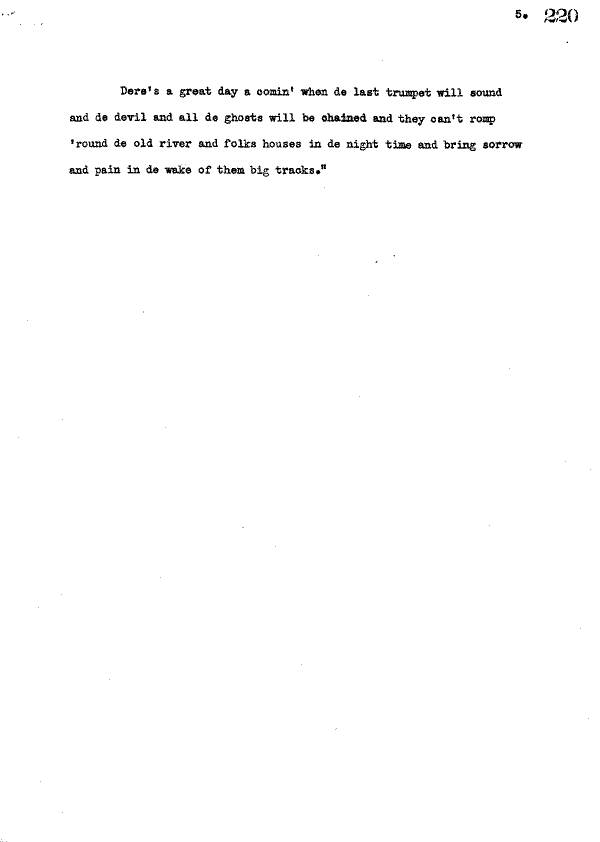 5. 220
Dere's a great day a comin' when de last trumpet will sound
and de devil and all de ghosts will be chained and they can't romp
'round de old river and folks houses in de night time and bring sorrow
and pain in de wake of them big tracks."